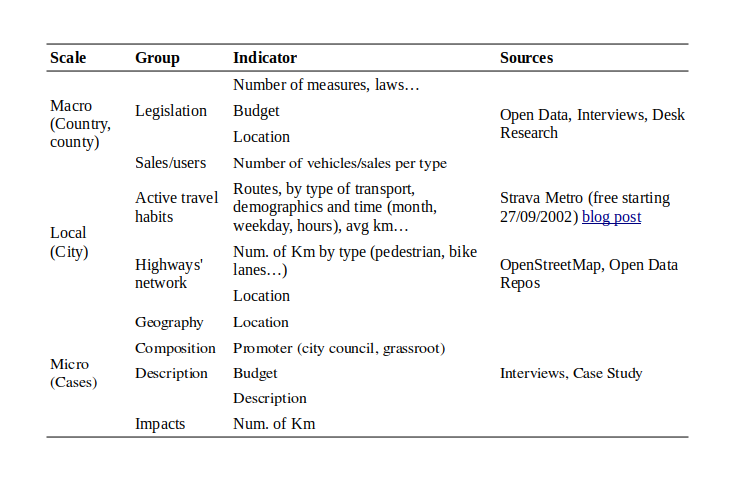 Scale Group Indicator Sources
Macro
(Country,
county)
Legislation
Number of measures, laws…
Budget
Location
Open Data, Interviews, Desk
Research
Sales/users
Number of vehicles/sales per type
Local
(City)
Active travel
habits
Routes, by type of transport,
demographics and time (month,
weekday, hours), avg km…
Strava Metro (free starting
27/09/2002) blog post
Highways'
network
Num. of Km by type (pedestrian, bike
lanes…)
Location
OpenStreetMap, Open Data
Repos
Micro
(Cases)
Geography
Location
Composition
Promoter (city council, grassroot)
Description
Budget
Description
Interviews, Case Study
Impacts
Num. of Km